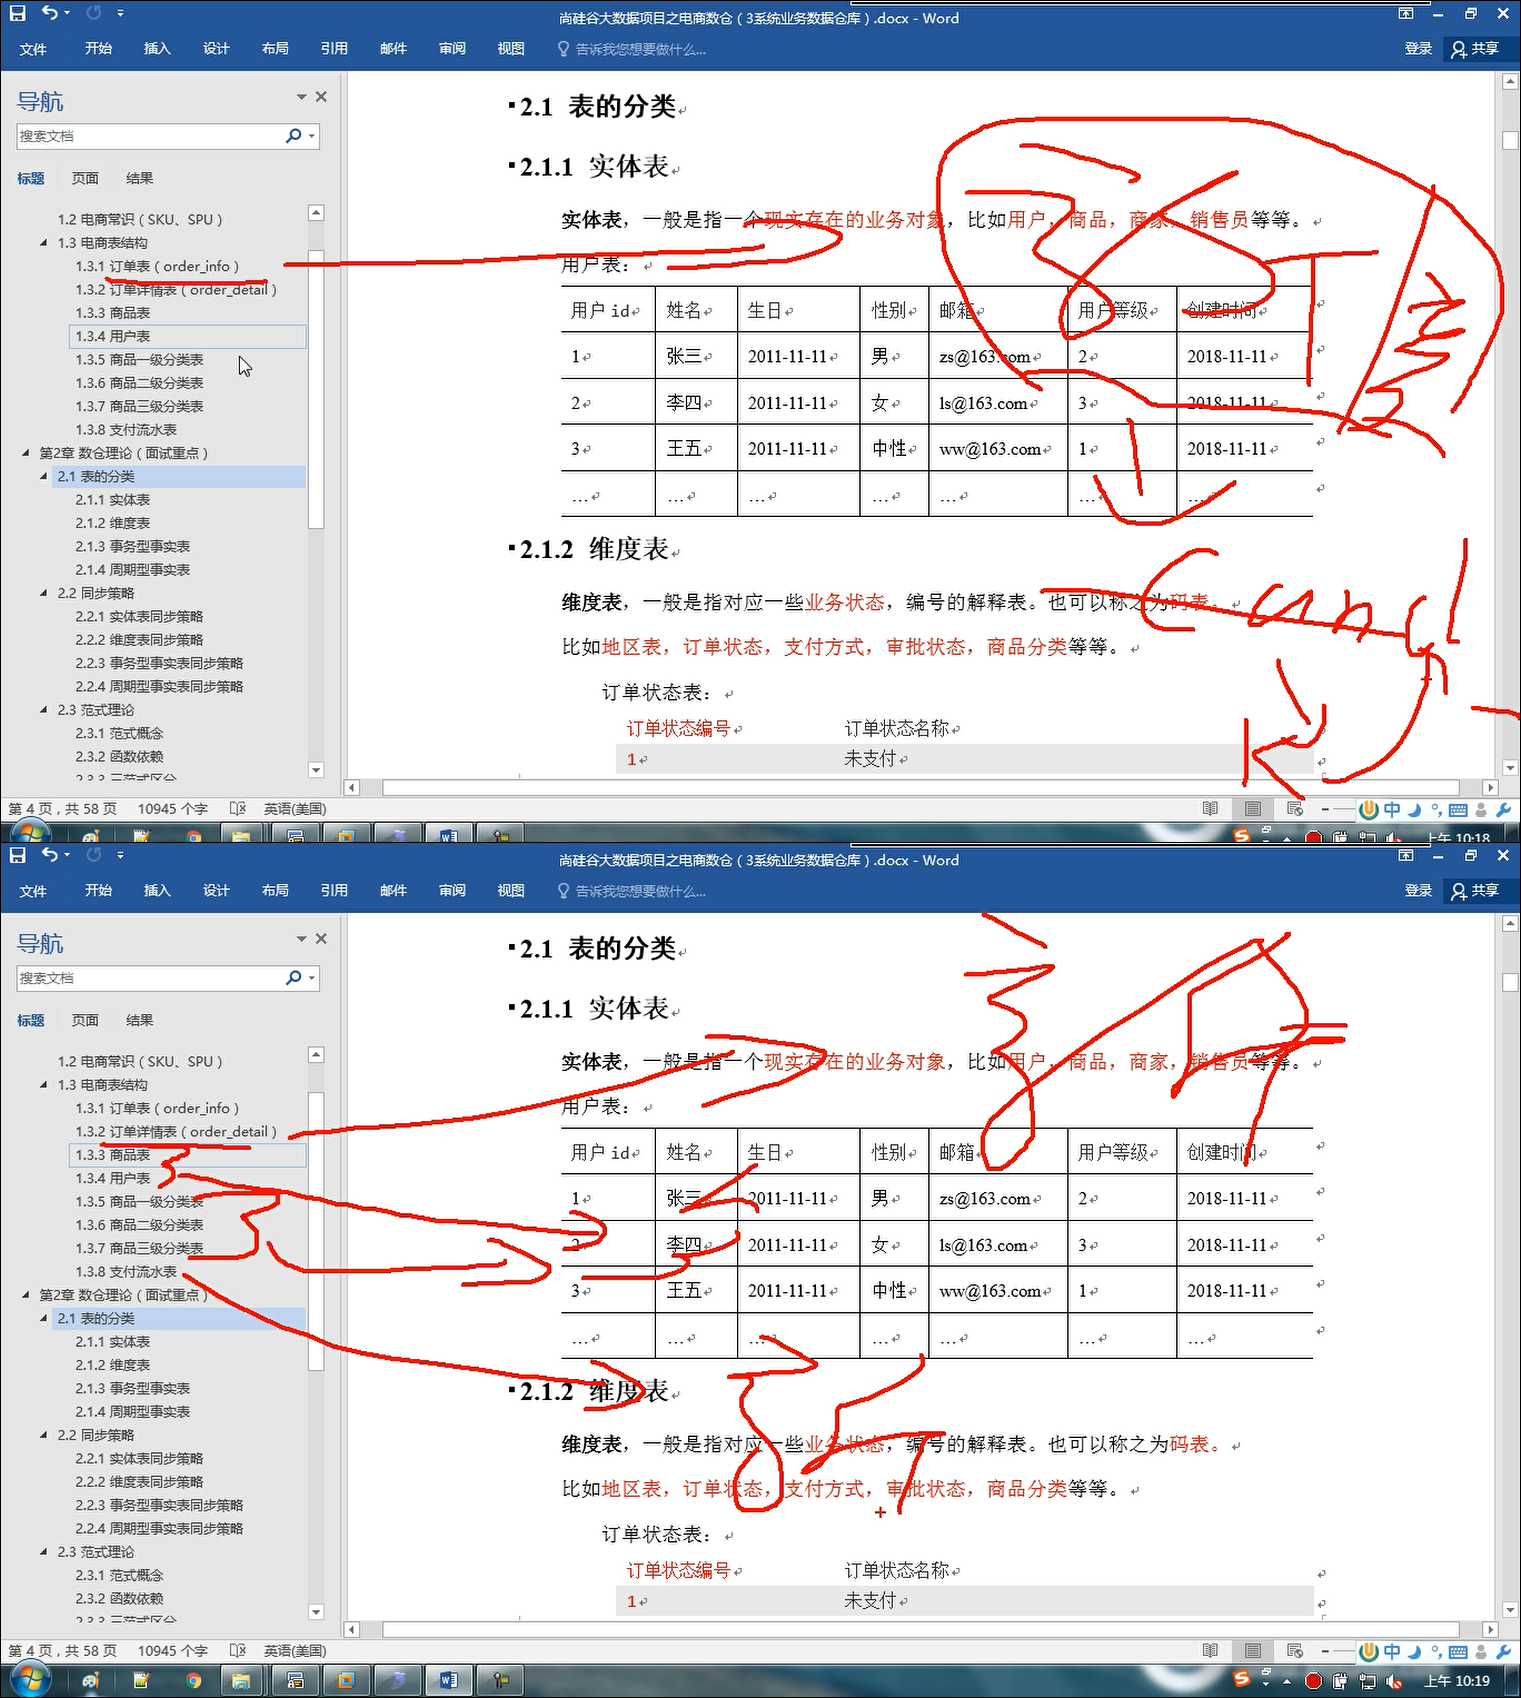 尚硅谷大数据项目之电商数仓（3系统业务数据仓库）.docx - Word
文件 开始 插入 设计 布局 引用 邮件 审阅 视图 告诉我您想要做什么... 登录 共享
导航
搜索文档
标题 页面 结果
1.2 电商常识（SKU、SPU）
1.3 电商表结构
1.3.1 订单表（order_info）
1.3.2 订单详情表（order_detail）
1.3.3 商品表
1.3.4 用户表
1.3.5 商品一级分类表
1.3.6 商品二级分类表
1.3.7 商品三级分类表
1.3.8 支付流水表
第2章 数仓理论（面试重点）
2.1 表的分类
2.1.1 实体表
2.1.2 维度表
2.1.3 事务型事实表
2.1.4 周期型事实表
2.2 同步策略
2.2.1 实体表同步策略
2.2.2 维度表同步策略
2.2.3 事务型事实表同步策略
2.2.4 周期型事实表同步策略
2.3 范式理论
2.3.1 范式概念
2.3.2 函数依赖
2.3.3 三范式区分
2.1 表的分类
2.1.1 实体表
实体表，一般是指一个现实存在的业务对象，比如用户，商品，商家，销售员等等。
用户表：
用户 id 姓名 生日 性别 邮箱 用户等级 创建时间
1 张三 2011-11-11 男 zs@163.com 2 2018-11-11
2 李四 2011-11-11 女 ls@163.com 3 2018-11-11
3 王五 2011-11-11 中性 ww@163.com 1 2018-11-11
… … … … … … …
2.1.2 维度表
维度表，一般是指对应一些业务状态，编号的解释表。也可以称之为码表。
比如地区表，订单状态，支付方式，审批状态，商品分类等等。
订单状态表：
订单状态编号 订单状态名称
1 未支付
第 4 页，共 58 页 10945 个字 英语(美国)
中
上午 10:18
尚硅谷大数据项目之电商数仓（3系统业务数据仓库）.docx - Word
文件 开始 插入 设计 布局 引用 邮件 审阅 视图 告诉我您想要做什么... 登录 共享
导航
搜索文档
标题 页面 结果
1.2 电商常识（SKU、SPU）
1.3 电商表结构
1.3.1 订单表（order_info）
1.3.2 订单详情表（order_detail）
1.3.3 商品表
1.3.4 用户表
1.3.5 商品一级分类表
1.3.6 商品二级分类表
1.3.7 商品三级分类表
1.3.8 支付流水表
第2章 数仓理论（面试重点）
2.1 表的分类
2.1.1 实体表
2.1.2 维度表
2.1.3 事务型事实表
2.1.4 周期型事实表
2.2 同步策略
2.2.1 实体表同步策略
2.2.2 维度表同步策略
2.2.3 事务型事实表同步策略
2.2.4 周期型事实表同步策略
2.3 范式理论
2.3.1 范式概念
2.3.2 函数依赖
2.3.3 三范式区分
2.1 表的分类
2.1.1 实体表
实体表，一般是指一个现实存在的业务对象，比如用户，商品，商家，销售员等等。
用户表：
用户 id 姓名 生日 性别 邮箱 用户等级 创建时间
1 张三 2011-11-11 男 zs@163.com 2 2018-11-11
2 李四 2011-11-11 女 ls@163.com 3 2018-11-11
3 王五 2011-11-11 中性 ww@163.com 1 2018-11-11
… … … … … … …
2.1.2 维度表
维度表，一般是指对应一些业务状态，编号的解释表。也可以称之为码表。
比如地区表，订单状态，支付方式，审批状态，商品分类等等。
订单状态表：
订单状态编号 订单状态名称
1 未支付
第 4 页，共 58 页 10945 个字 英语(美国)
中
上午 10:19